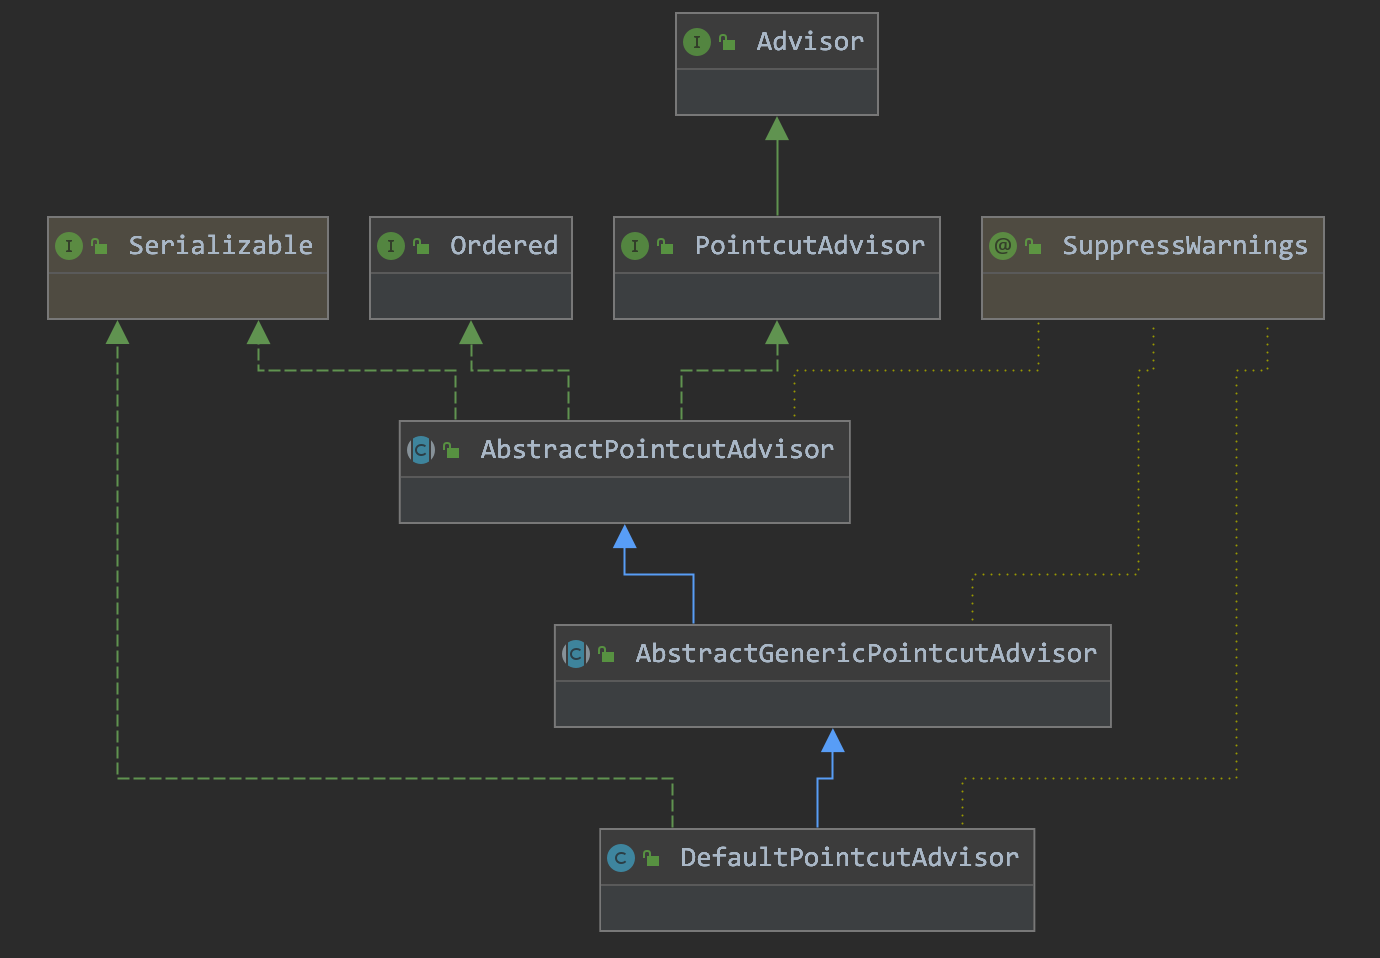 I Advisor
I Serializable
I Ordered
I PointcutAdvisor
@ SuppressWarnings
C AbstractPointcutAdvisor
C AbstractGenericPointcutAdvisor
C DefaultPointcutAdvisor